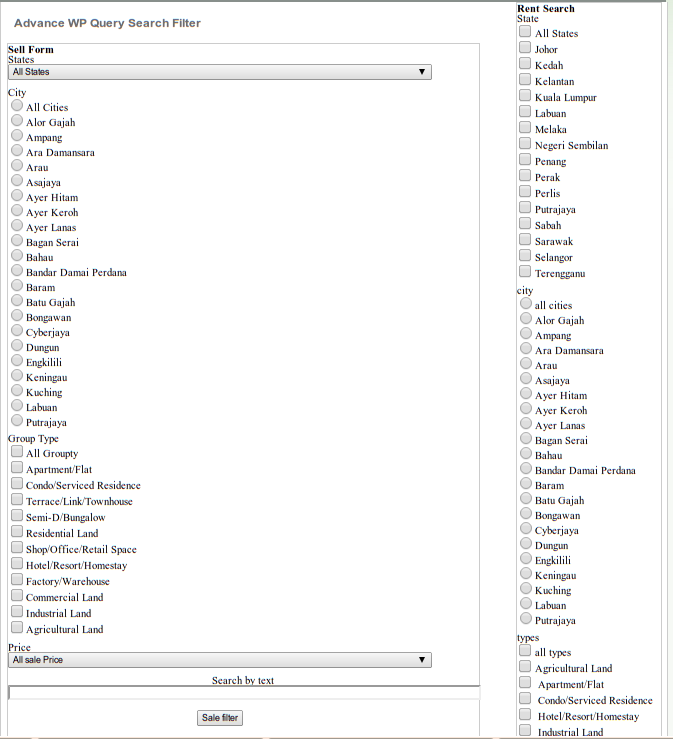 Advance WP Query Search Filter
Sell Form
States
All States
City
All Cities
Alor Gajah
Ampang
Ara Damansara
Arau
Asajaya
Ayer Hitam
Ayer Keroh
Ayer Lanas
Bagan Serai
Bahau
Bandar Damai Perdana
Baram
Batu Gajah
Bongawan
Cyberjaya
Dungun
Engkilili
Keningau
Kuching
Labuan
Putrajaya
Group Type
All Groupty
Apartment/Flat
Condo/Serviced Residence
Terrace/Link/Townhouse
Semi-D/Bungalow
Residential Land
Shop/Office/Retail Space
Hotel/Resort/Homestay
Factory/Warehouse
Commercial Land
Industrial Land
Agricultural Land
Price
All sale Price
Search by text
Sale filter
Rent Search
State
All States
Johor
Kedah
Kelantan
Kuala Lumpur
Labuan
Melaka
Negeri Sembilan
Penang
Perak
Perlis
Putrajaya
Sabah
Sarawak
Selangor
Terengganu
city
all cities
Alor Gajah
Ampang
Ara Damansara
Arau
Asajaya
Ayer Hitam
Ayer Keroh
Ayer Lanas
Bagan Serai
Bahau
Bandar Damai Perdana
Baram
Batu Gajah
Bongawan
Cyberjaya
Dungun
Engkilili
Keningau
Kuching
Labuan
Putrajaya
types
all types
Agricultural Land
Apartment/Flat
Condo/Serviced Residence
Hotel/Resort/Homestay
Industrial Land